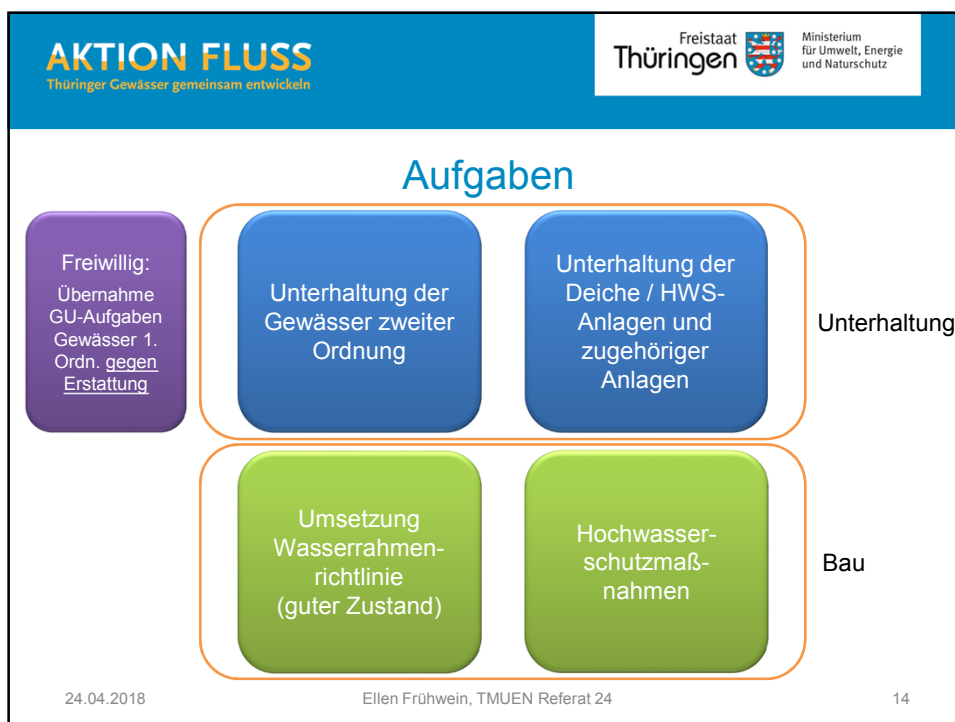 AKTION FLUSS
Thüringer Gewässer gemeinsam entwickeln
Freistaat
Thüringen
Ministerium
für Umwelt, Energie
und Naturschutz
Aufgaben
Freiwillig:
Übernahme
GU-Aufgaben
Gewässer 1.
Ordn. gegen
Erstattung
Unterhaltung der
Gewässer zweiter
Ordnung
Unterhaltung der
Deiche / HWS-
Anlagen und
zugehöriger
Anlagen
Unterhaltung
Umsetzung
Wasserrahmen-
richtlinie
(guter Zustand)
Hochwasser-
schutzmaß-
nahmen
Bau
24.04.2018
Ellen Frühwein, TMUEN Referat 24
14